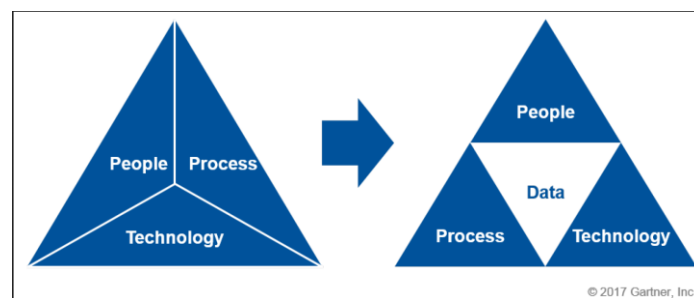 People Process
Technology
People
Data
Process Technology
© 2017 Gartner, Inc